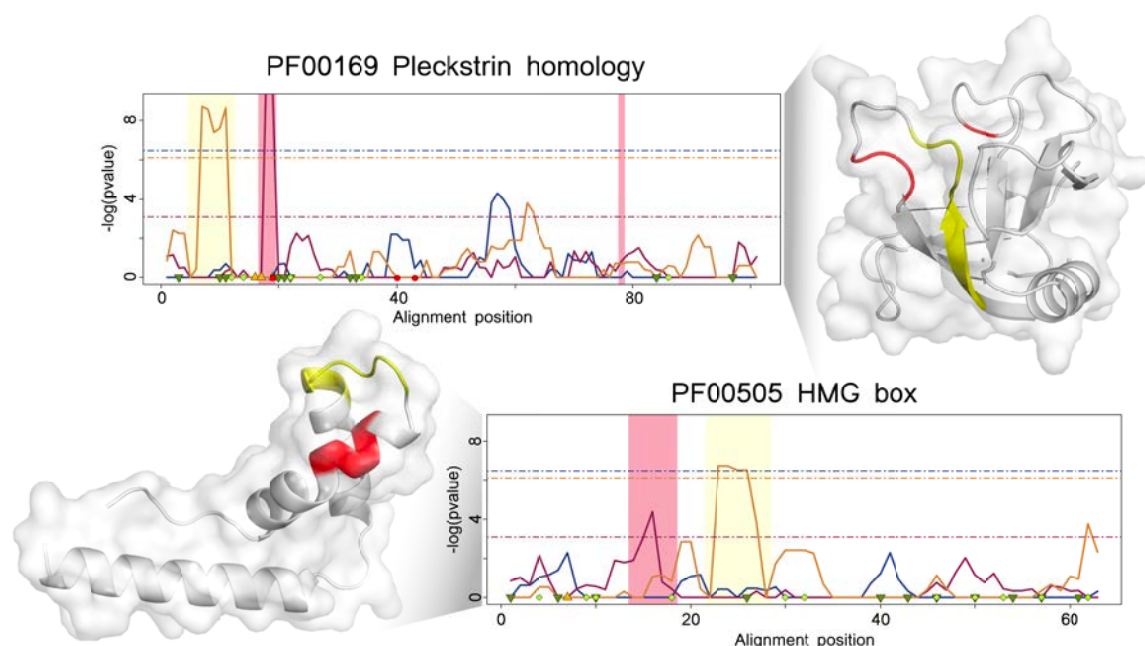 PF00169 Pleckstrin homology
8
4
0
-log(pvalue)
0 40 80
Alignment position
PF00505 HMG box
8
4
0
-log(pvalue)
0 20 40 60
Alignment position